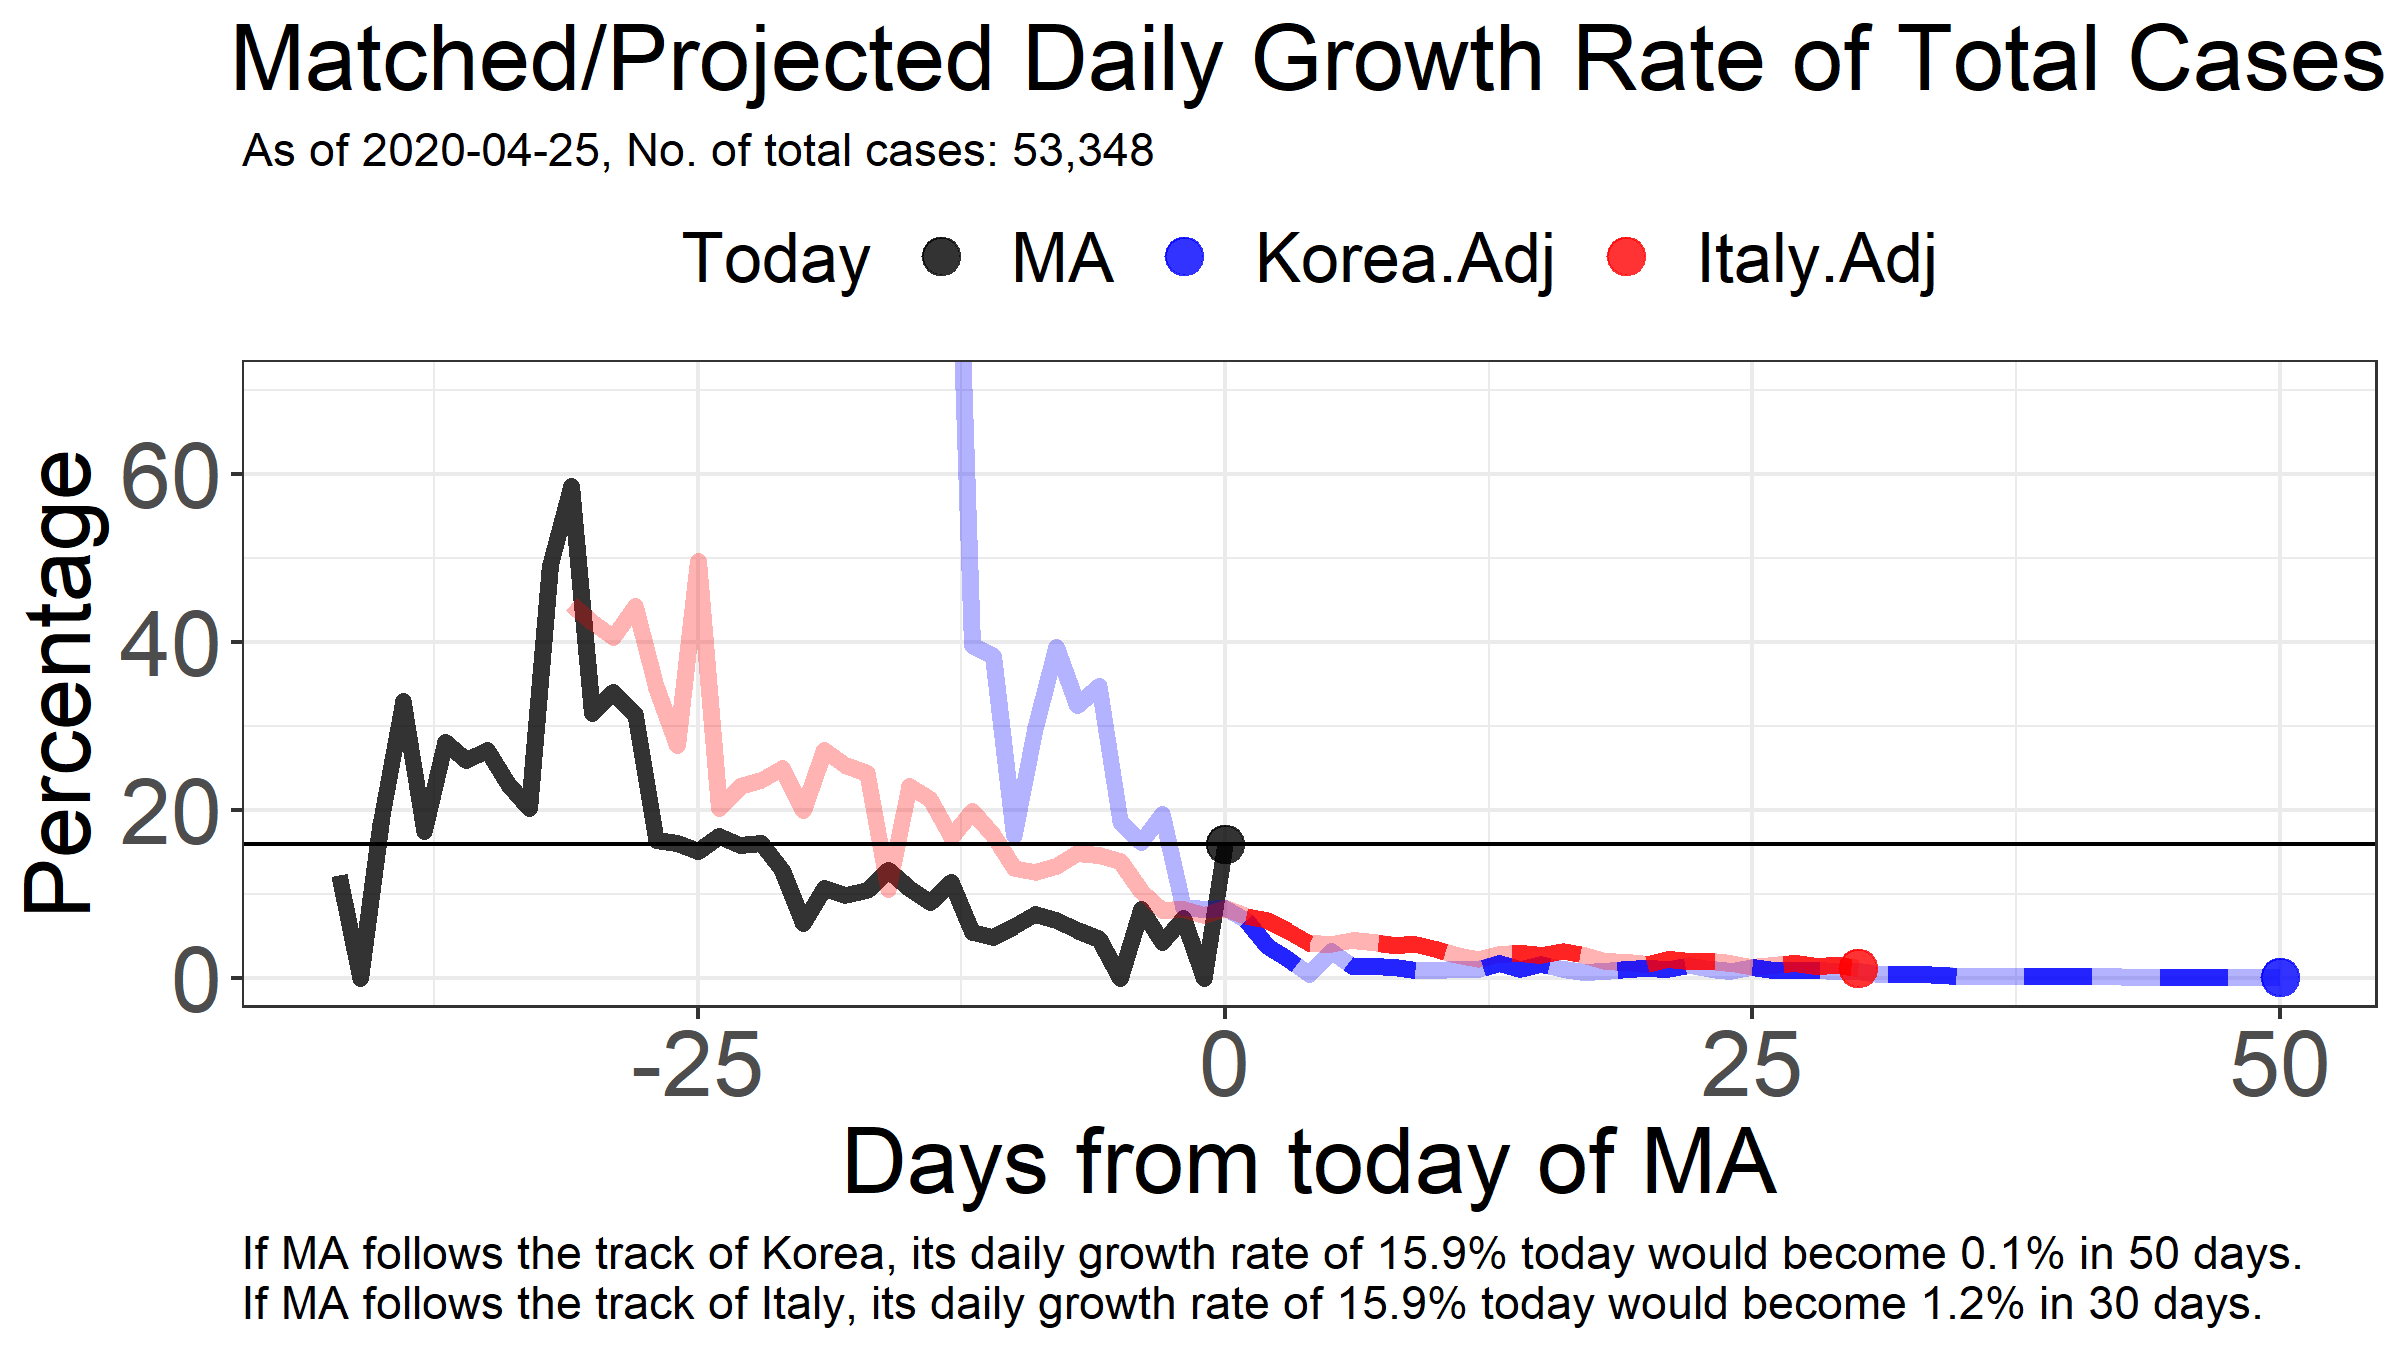 Matched/Projected Daily Growth Rate of Total Cases
As of 2020-04-25, No. of total cases: 53,348
Today MA Korea.Adj Italy.Adj
Percentage
60
40
20
0
-25 0 25 50
Days from today of MA
If MA follows the track of Korea, its daily growth rate of 15.9% today would become 0.1% in 50 days.
If MA follows the track of Italy, its daily growth rate of 15.9% today would become 1.2% in 30 days.